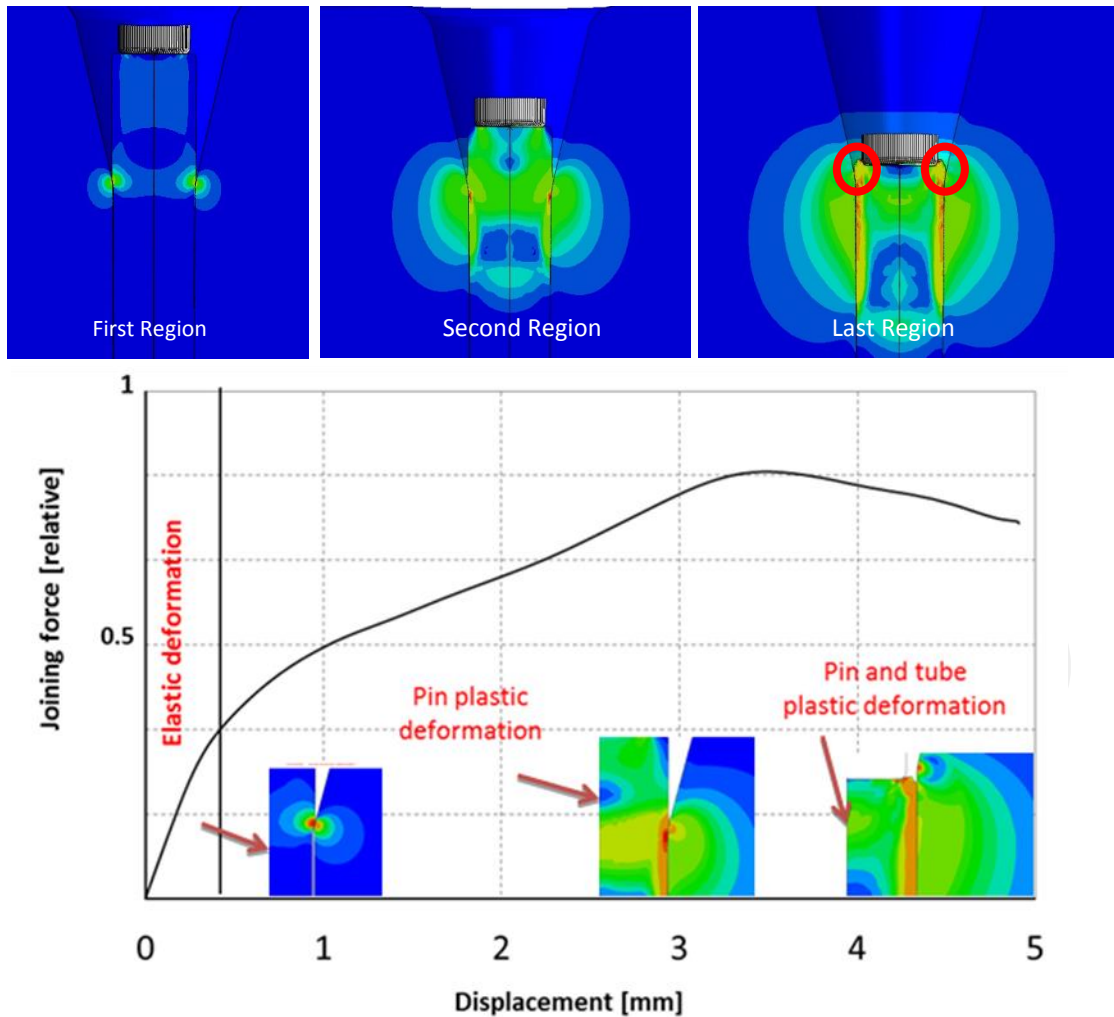 First Region
Second Region
Last Region
1
0.5
Joining force [relative]
Elastic deformation
Pin plastic
deformation
Pin and tube
plastic deformation
0 1 2 3 4 5
Displacement [mm]